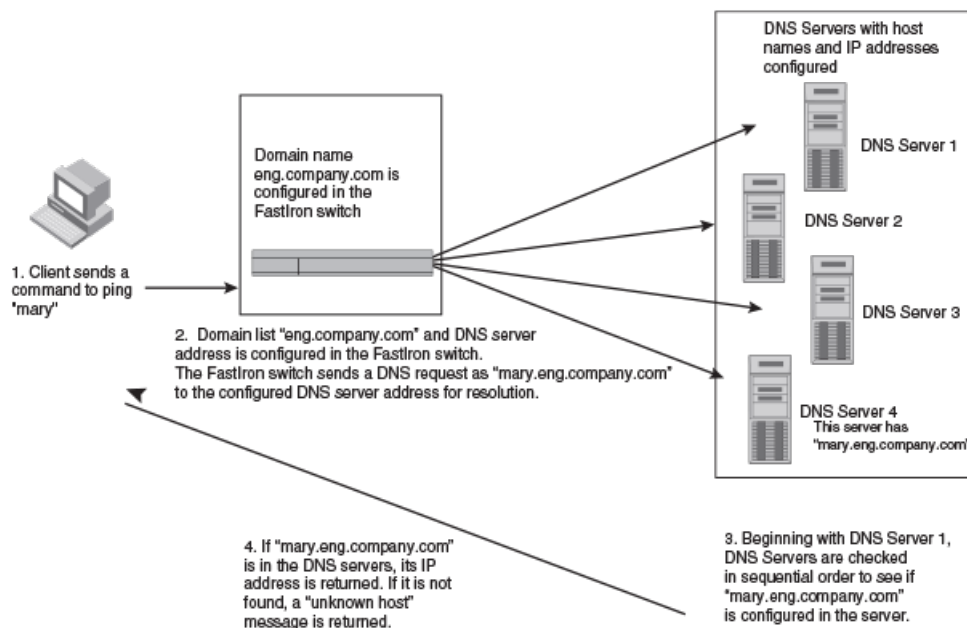 DNS Servers with host
names and IP addresses
configured
DNS Server 1
Domain name
eng.company.com is
configured in the
FastIron switch
DNS Server 2
1. Client sends a
command to ping
"mary"
DNS Server 3
2. Domain list "eng.company.com" and DNS server
address is configured in the FastIron switch.
The FastIron switch sends a DNS request as "mary.eng.company.com"
to the configured DNS server address for resolution.
DNS Server 4
This server has
"mary.eng.company.com"
4. If "mary.eng.company.com"
is in the DNS servers, its IP
address is returned. If it is not
found, a "unknown host"
message is returned.
3. Beginning with DNS Server 1,
DNS Servers are checked
in sequential order to see if
"mary.eng.company.com"
is configured in the server.